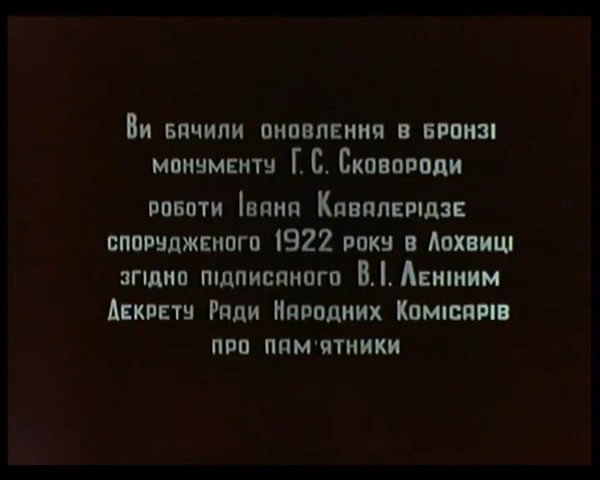 Ви бачили оновлення в бронзі
монументу Г. С. Сковороди
роботи Івана Кавалерідзе
спорудженого 1922 року в Лохвиці
згідно підписаного В. І. Леніним
Декрету Ради Народних Комісарів
про пам'ятники